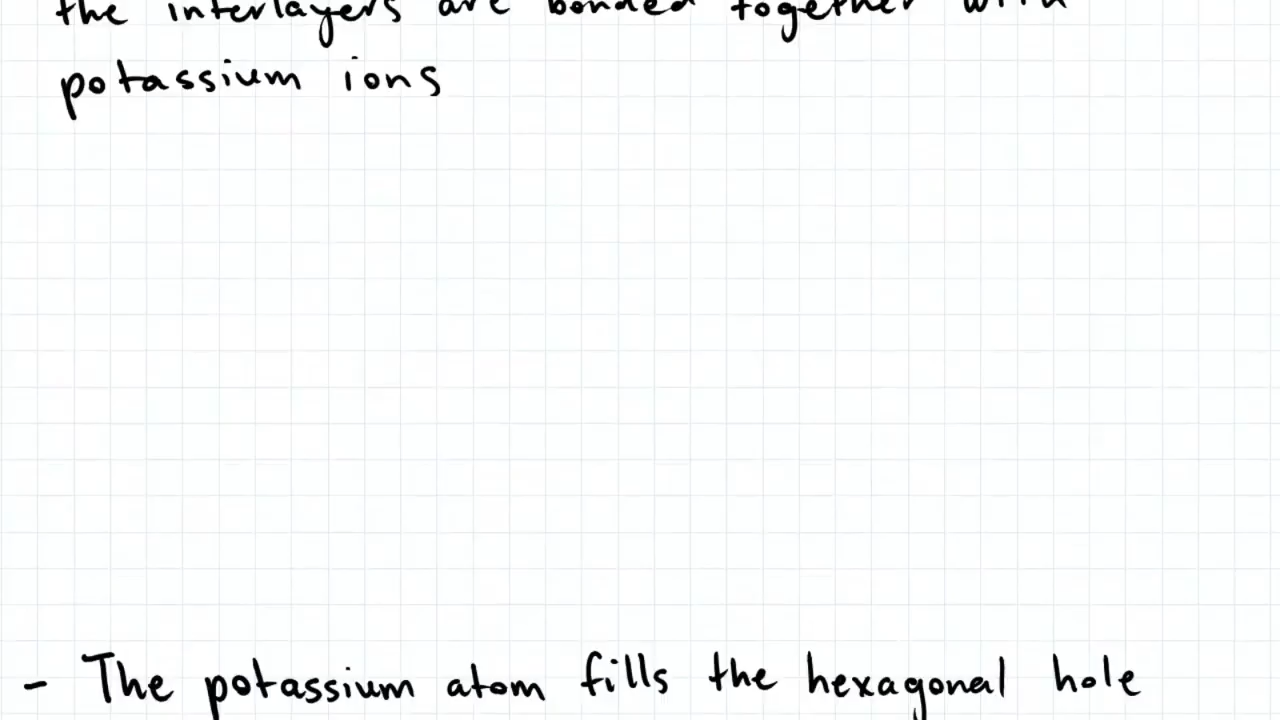 the interlayers are bonded together with
potassium ions
- The potassium atom fills the hexagonal hole